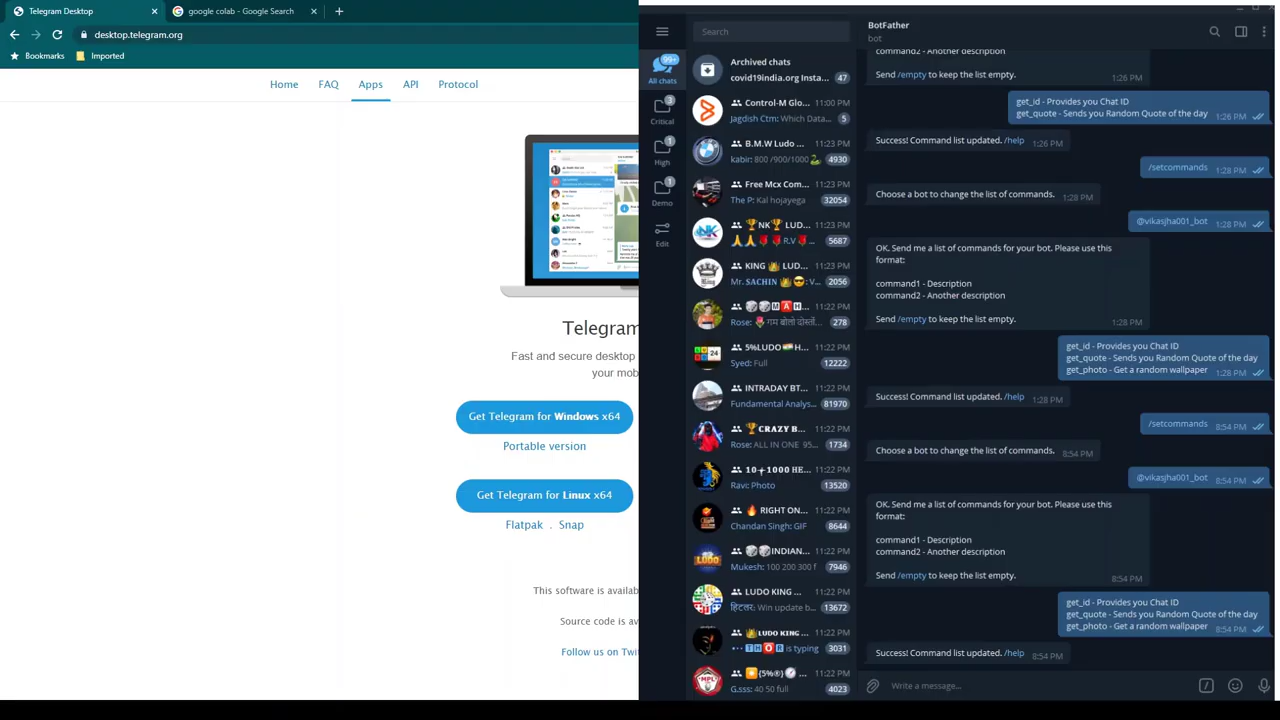 Telegram Desktop
google colab - Google Search
desktop.telegram.org
Bookmarks
Imported
Home
FAQ
Apps
API
Protocol
Telegram
Fast and secure desktop
your mob
Get Telegram for Windows x64
Portable version
Get Telegram for Linux x64
Flatpak . Snap
This software is availab
Source code is av
Follow us on Twi
Search
99+
All chats
3
Critical
1
High
1
Demo
Edit
Archived chats
covid19india.org Insta... 47
Control-M Glo... 11:00 PM
Jagdish Ctm: Which Data... 5
B.M.W Ludo ... 11:23 PM
kabir: 800 /900/1000🐍 4930
Free Mcx Com... 11:23 PM
The P: Kal hojayega 32054
🏆NK🏆 LUD... 11:23 PM
🙏🙏🌹🌹R.V🌹... 5687
KING 👑 LUD... 11:23 PM
Mr. SACHIN 👑😎: V... 2056
🎲🎲MAH... 11:22 PM
Rose: 🌹गम बोलो दोस्तों... 278
5%LUDO🇮🇳H... 11:22 PM
Syed: Full 12222
INTRADAY BT... 11:22 PM
Fundamental Analys... 81970
🏆CRAZY B... 11:22 PM
Rose: ALL IN ONE 95... 1734
10+1000 HE... 11:22 PM
Ravc Photo 13520
🔥 RIGHT ON... 11:22 PM
Chandan Singh: GIF 8644
🎲🎲INDIAN... 11:22 PM
Mukesh: 100 200 300 f 7946
LUDO KING ... 11:22 PM
हिटलर: Win update b... 13672
👑LUDO KING ... 11:22 PM
THOR is typing 3031
{5%®}... 11:22 PM
G.sss: 40 50 full 4023
BotFather
bot
command2 - Another description
Send /empty to keep the list empty. 1:26 PM
get_id - Provides you Chat ID
get_quote - Sends you Random Quote of the day 1:26 PM
Success! Command list updated. /help 1:26 PM
/setcommands 1:28 PM
Choose a bot to change the list of commands. 1:28 PM
@vikasjha001_bot 1:28 PM
OK. Send me a list of commands for your bot. Please use this
format:
command1 - Description
command2 - Another description
Send /empty to keep the list empty. 1:28 PM
get_id - Provides you Chat ID
get_quote - Sends you Random Quote of the day
get_photo - Get a random wallpaper 1:28 PM
Success! Command list updated. /help 1:28 PM
/setcommands 8:54 PM
Choose a bot to change the list of commands. 8:54 PM
@vikasjha001_bot 8:54 PM
OK. Send me a list of commands for your bot. Please use this
format:
command1 - Description
command2 - Another description
Send /empty to keep the list empty. 8:54 PM
get_id - Provides you Chat ID
get_quote - Sends you Random Quote of the day
get_photo - Get a random wallpaper 8:54 PM
Success! Command list updated. /help 8:54 PM
Write a message...